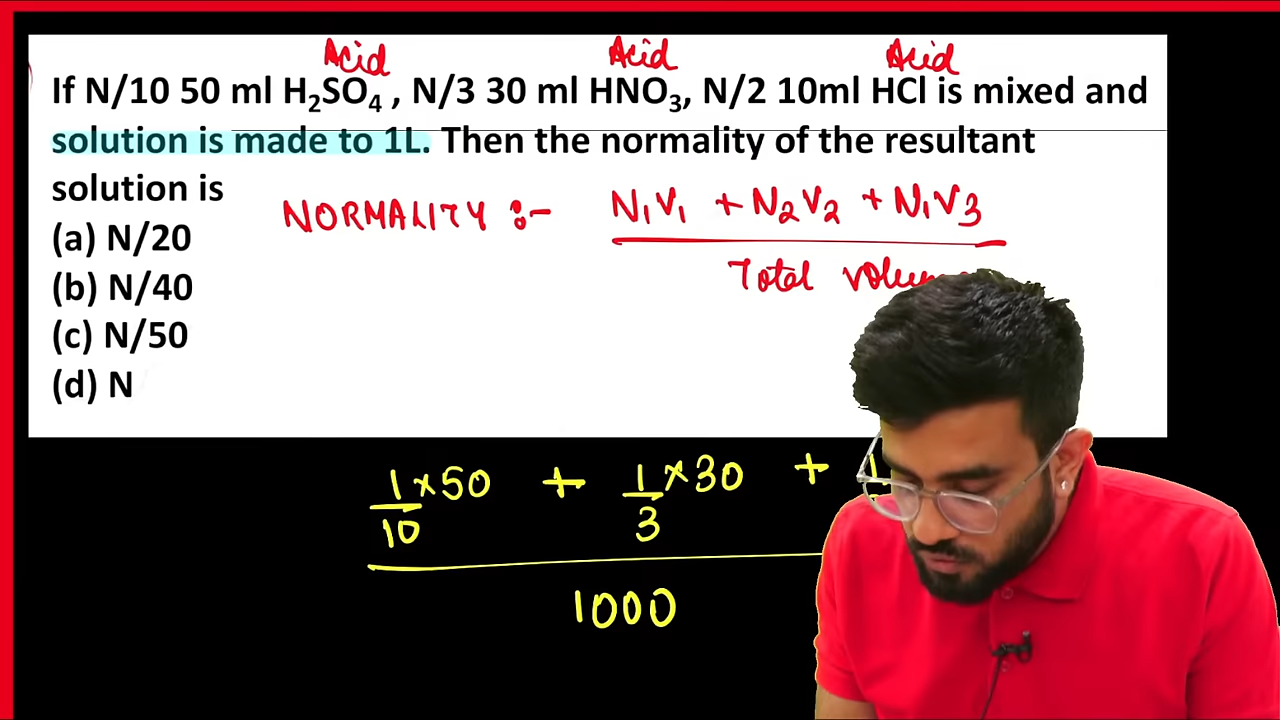 Acid Acid Acid
If N/10 50 ml H₂SO₄ , N/3 30 ml HNO₃, N/2 10ml HCl is mixed and
solution is made to 1L. Then the normality of the resultant
solution is
NORMALITY :- N₁V₁ + N₂V₂ + N₁V₃
Total
(a) N/20
(b) N/40
(c) N/50
(d) N
1/10 × 50 + 1/3 × 30 +
1000